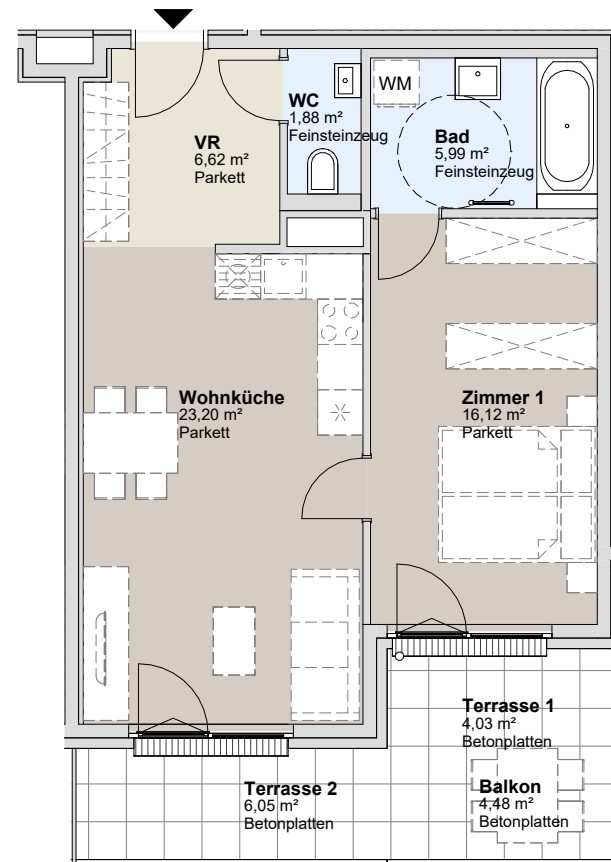 WC
1,88 m²
Feinsteinzeug
WM
VR
6,62 m²
Parkett
Bad
5,99 m²
Feinsteinzeug
Wohnküche
23,20 m²
Parkett
Zimmer 1
16,12 m²
Parkett
Terrasse 1
4,03 m²
Betonplatten
Terrasse 2
6,05 m²
Betonplatten
Balkon
4,48 m²
Betonplatten